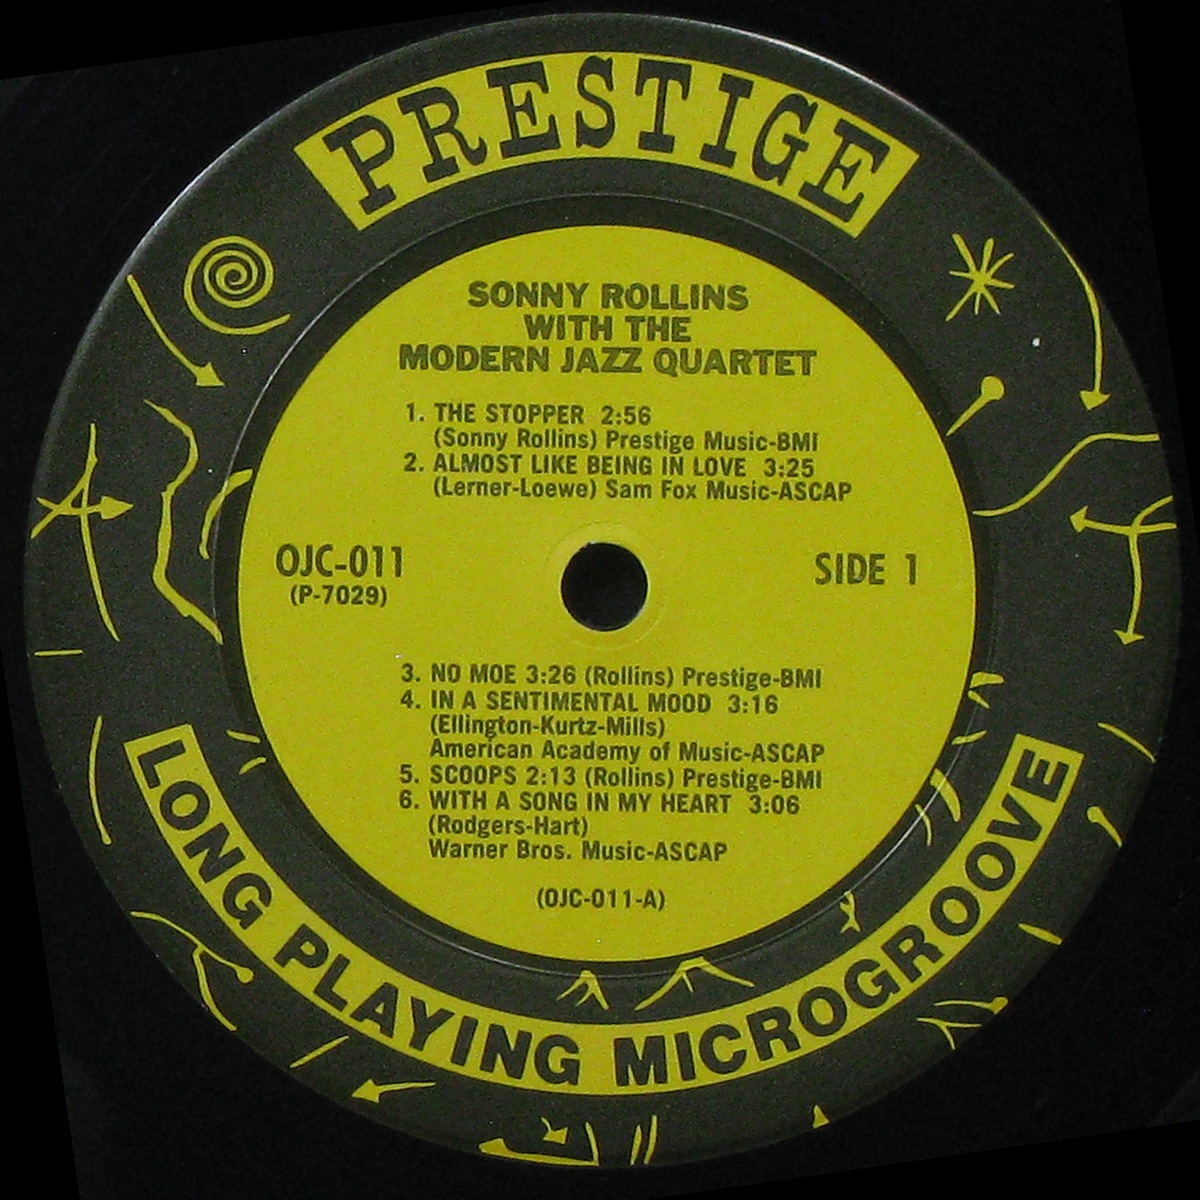 PRESTIGE
SONNY ROLLINS
WITH THE
MODERN JAZZ QUARTET
1. THE STOPPER 2:56
(Sonny Rollins) Prestige Music-BMI
2. ALMOST LIKE BEING IN LOVE 3:25
(Lerner-Loewe) Sam Fox Music-ASCAP
OJC-011
(P-7029)
SIDE 1
3. NO MOE 3:26 (Rollins) Prestige-BMI
4. IN A SENTIMENTAL MOOD 3:16
(Ellington-Kurtz-Mills)
American Academy of Music-ASCAP
5. SCOOPS 2:13 (Rollins) Prestige-BMI
6. WITH A SONG IN MY HEART 3:06
(Rodgers-Hart)
Warner Bros. Music-ASCAP
(OJC-011-A)
LONG PLAYING MICROGROOVE